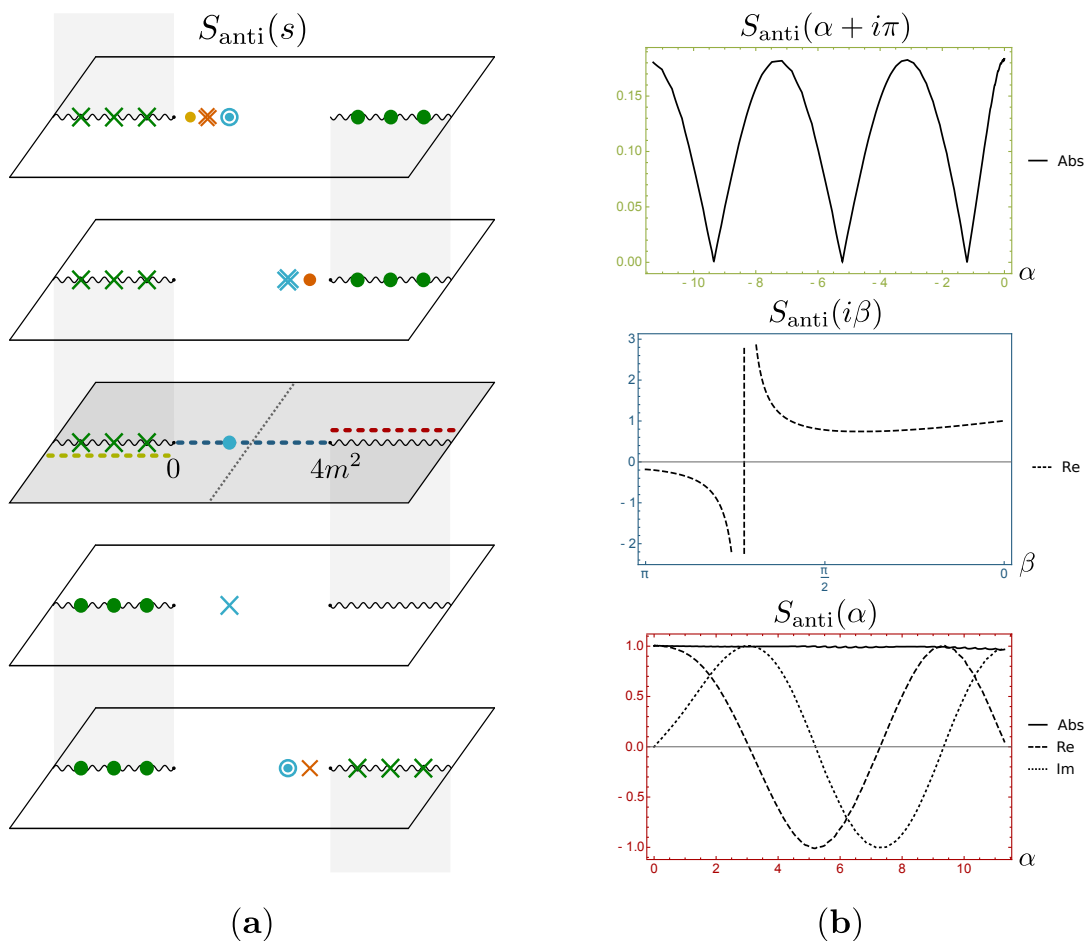 S_anti(s)
0
4m²
(a)
S_anti(α + iπ)
0.15
0.10
0.05
0.00
- 10
- 8
- 6
- 4
- 2
0
α
Abs
S_anti(iβ)
3
2
1
0
- 1
- 2
π
π/2
0
β
Re
S_anti(α)
1.0
0.5
0.0
- 0.5
- 1.0
0
2
4
6
8
10
α
Abs
Re
Im
(b)